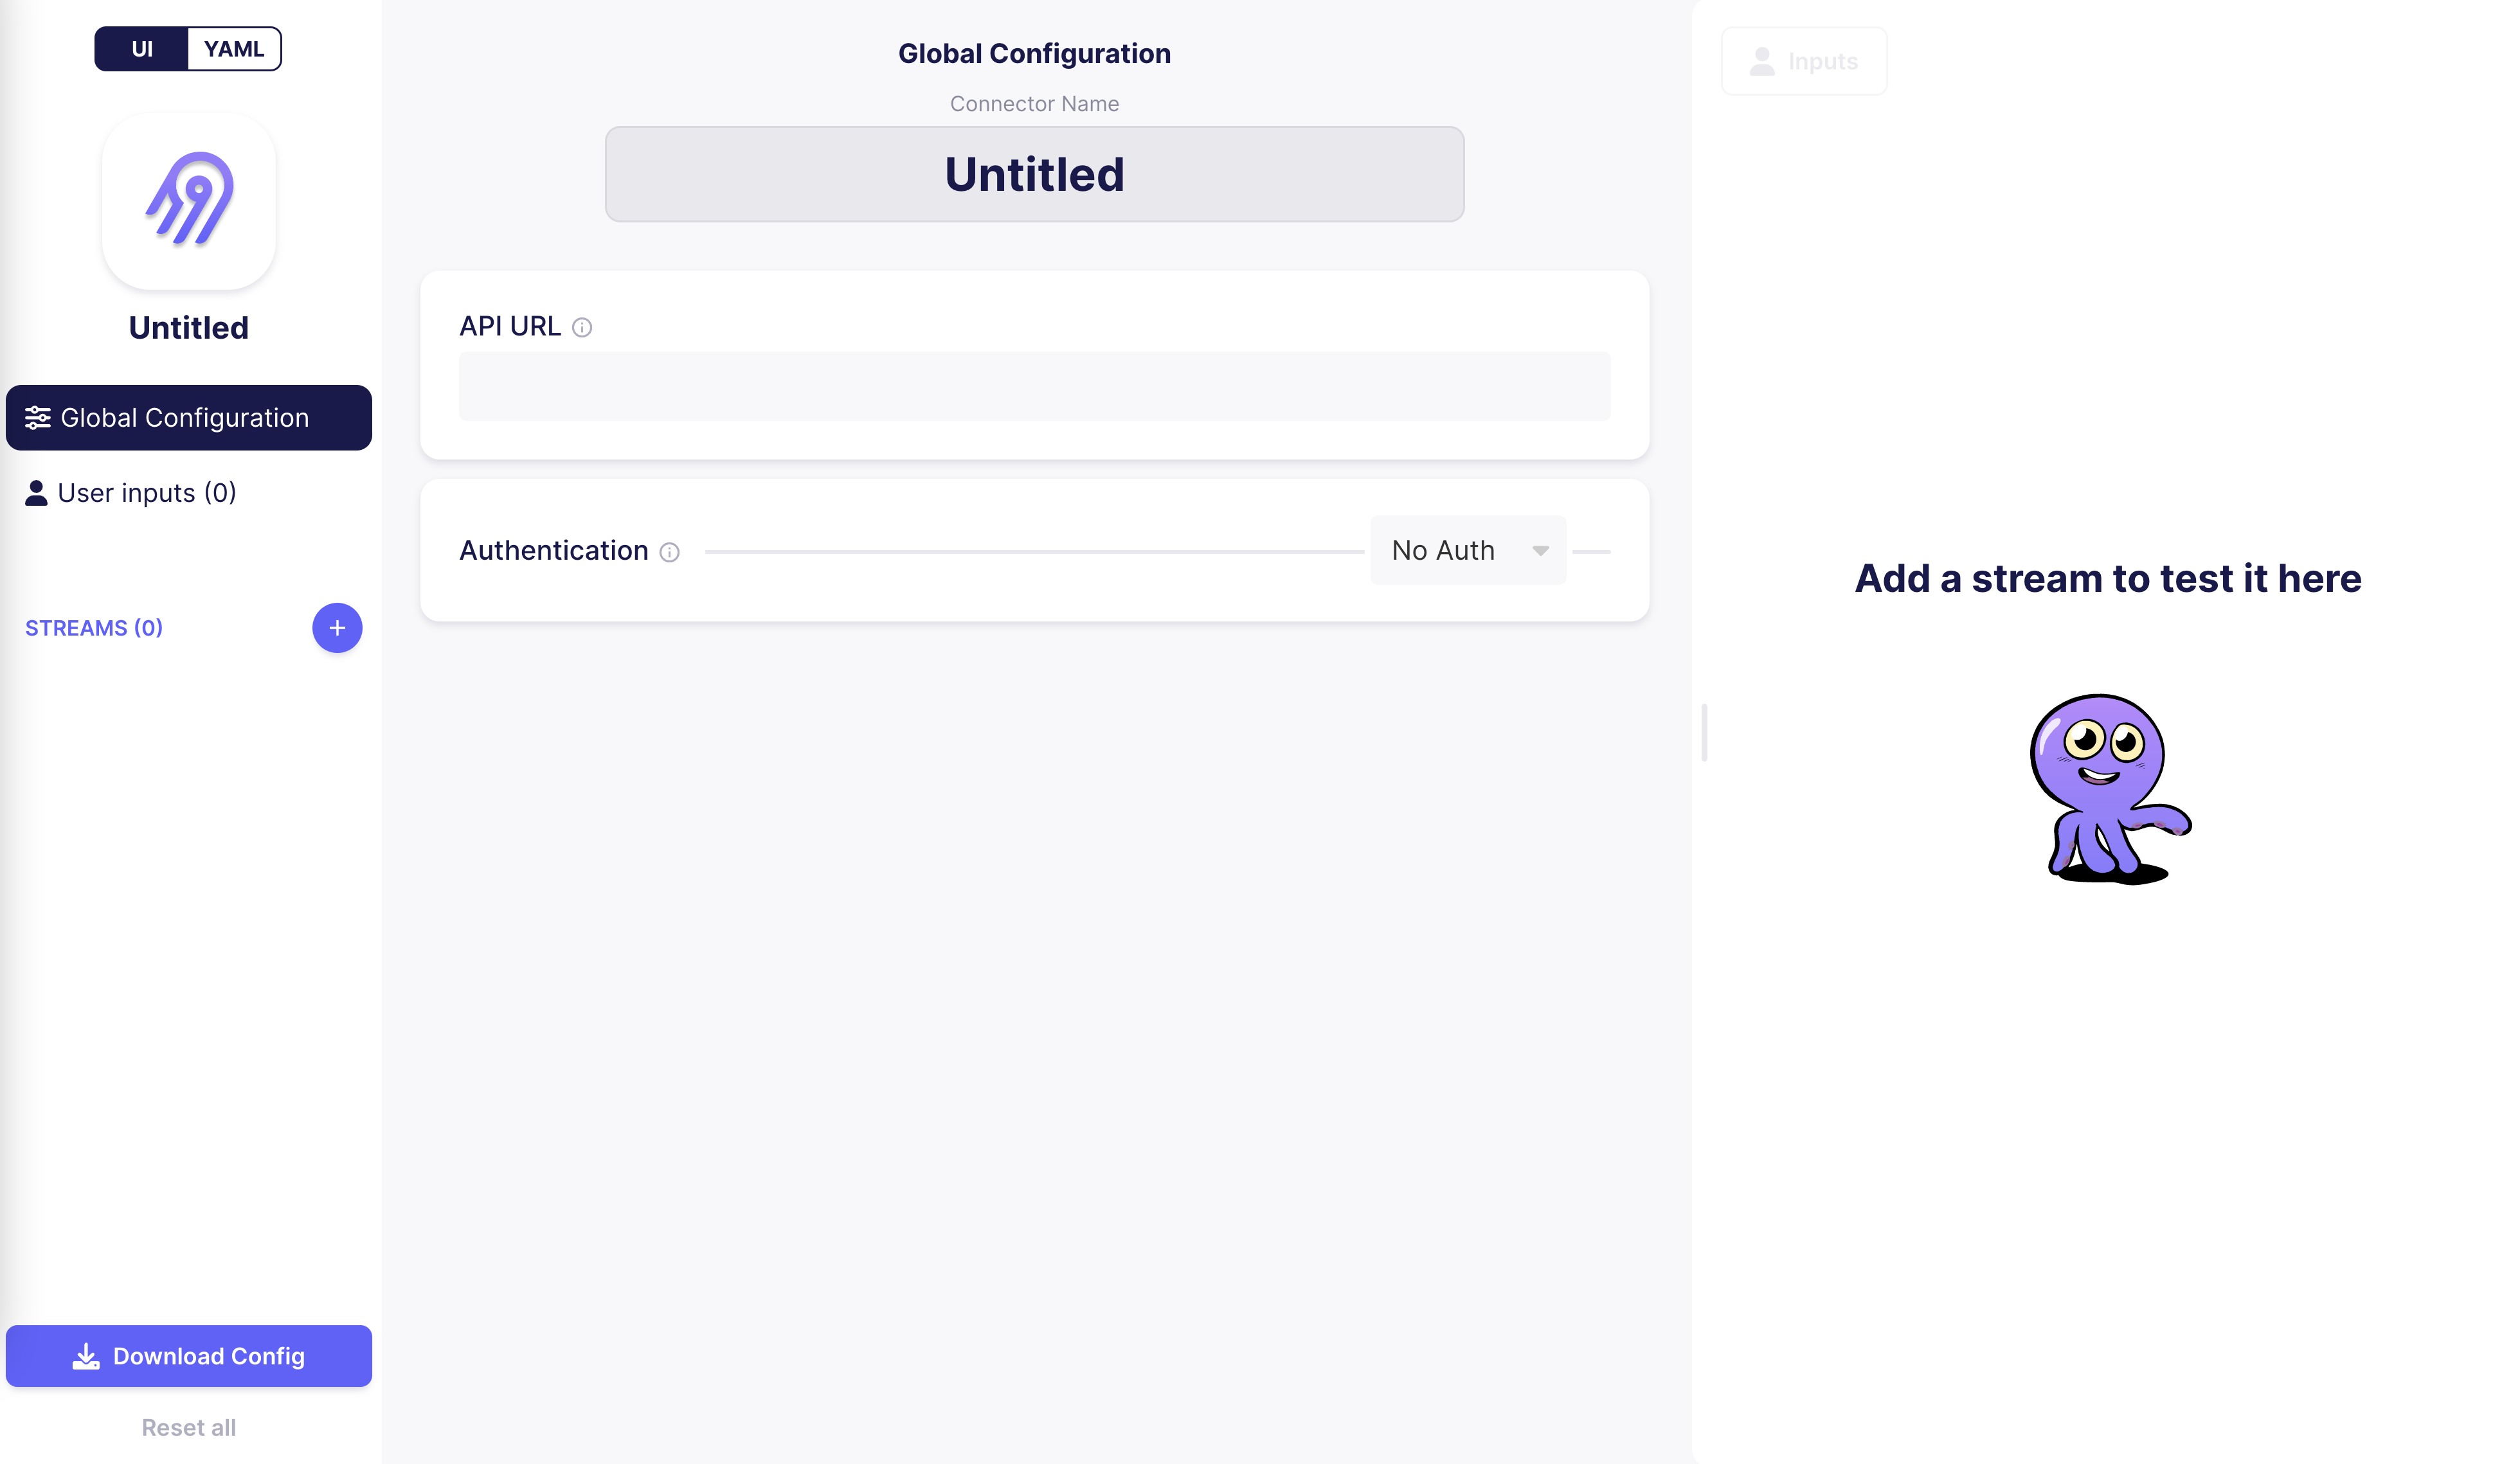 UI YAML
Untitled
Global Configuration
User inputs (0)
STREAMS (0)
Download Config
Reset all
Global Configuration
Connector Name
Untitled
API URL
Authentication
No Auth
Inputs
Add a stream to test it here